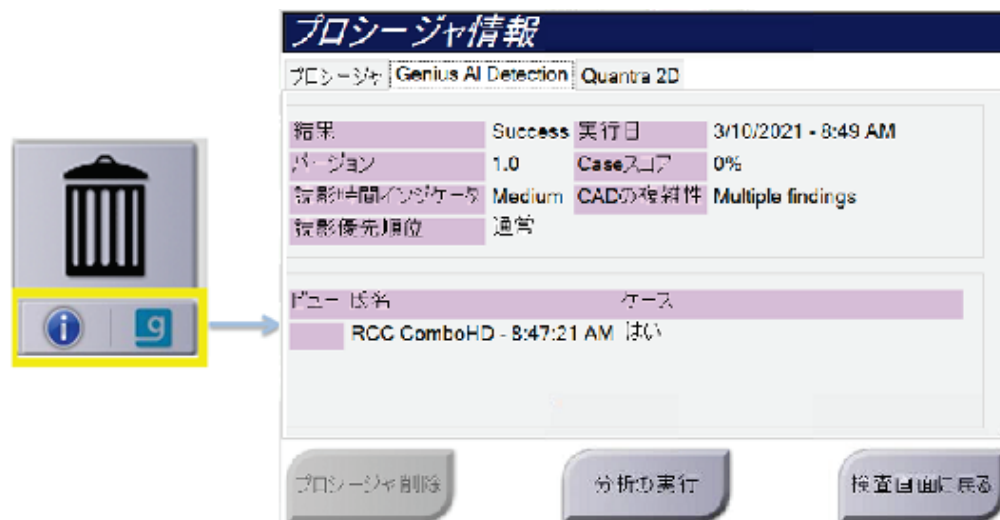 プロシージャ情報
プロシージャ Genius AI Detection Quantra 2D
結果 Success 実行日 3/10/2021 - 8:49 AM
バージョン 1.0 Caseスコア 0%
読影時間インジケータ Medium CADの複雑性 Multiple findings
読影優先順位 通常
ビュー 氏名 ケース
i g
RCC ComboHD - 8:47:21 AM はい
プロシージャ削除 分析の実行 検査画面に戻る